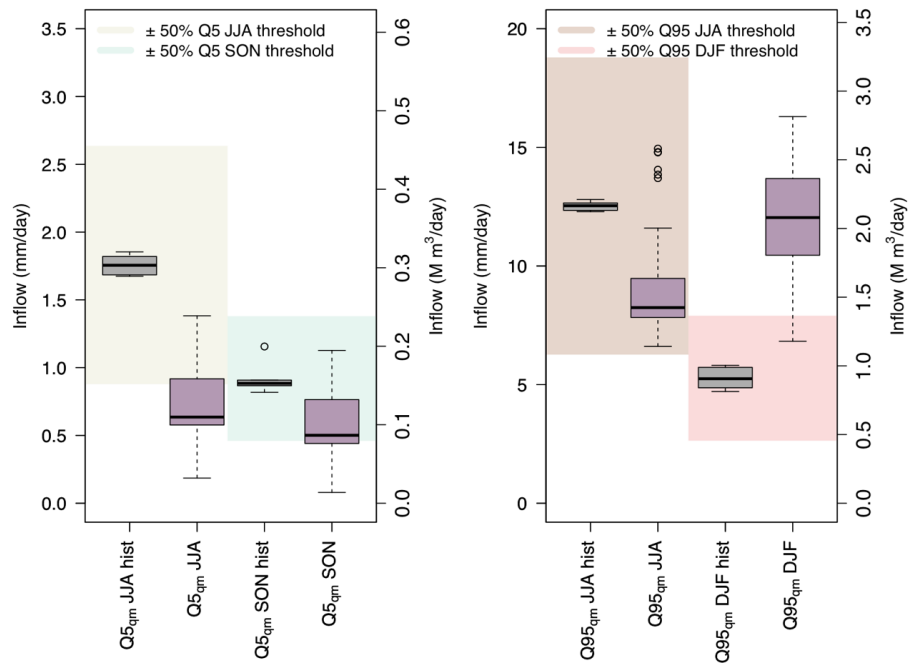 ± 50% Q5 JJA threshold
± 50% Q5 SON threshold
Inflow (mm/day)
3.5
3.0
2.5
2.0
1.5
1.0
0.5
0.0
0.6
0.5
0.4
0.3
0.2
0.1
0.0
Inflow (M m³/day)
Q5qm JJA hist
Q5qm JJA
Q5qm SON hist
Q5qm SON
± 50% Q95 JJA threshold
± 50% Q95 DJF threshold
Inflow (mm/day)
20
15
10
5
0
3.5
3.0
2.5
2.0
1.5
1.0
0.5
0.0
Inflow (M m³/day)
Q95qm JJA hist
Q95qm JJA
Q95qm DJF hist
Q95qm DJF